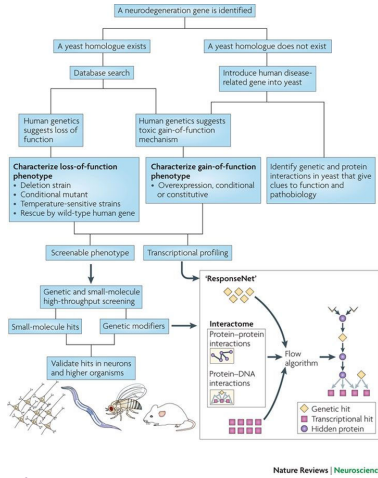 A neurodegeneration gene is identified
A yeast homologue exists
A yeast homologue does not exist
Database search
Introduce human disease-
related gene into yeast
Human genetics
suggests loss of
function
Human genetics suggests
toxic gain-of-function
mechanism
Characterize loss-of-function
phenotype
• Deletion strain
• Conditional mutant
• Temperature-sensitive strains
• Rescue by wild-type human gene
Characterize gain-of-function
phenotype
• Overexpression, conditional
or constitutive
Identify genetic and protein
interactions in yeast that give
clues to function and
pathobiology
Screenable phenotype
Transcriptional profiling
Genetic and small-molecule
high-throughput screening
Small-molecule hits
Genetic modifiers
Validate hits in neurons
and higher organisms
'ResponseNet'
Interactome
Protein–protein
interactions
Protein–DNA
interactions
Flow
algorithm
Genetic hit
Transcriptional hit
Hidden protein
Nature Reviews | Neuroscienc